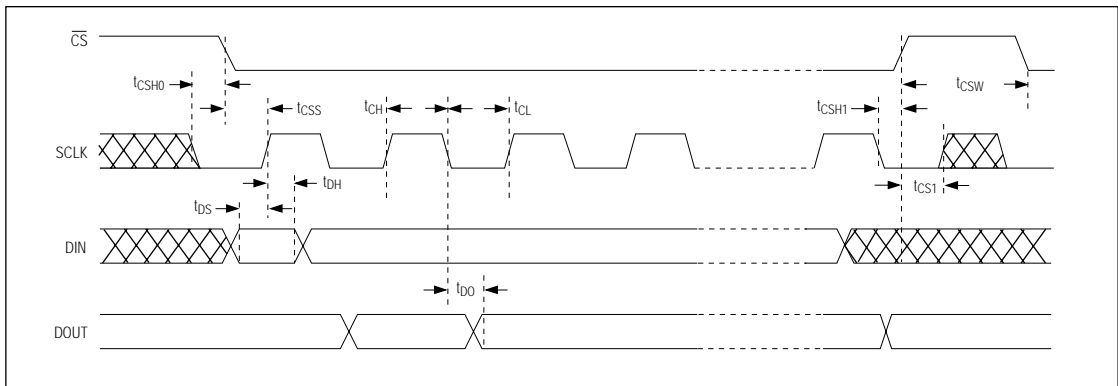 CS
tCSH0
tCSS
tCH
tCL
tCSH1
tCSW
SCLK
tCS1
tDH
tDS
DIN
tDO
DOUT